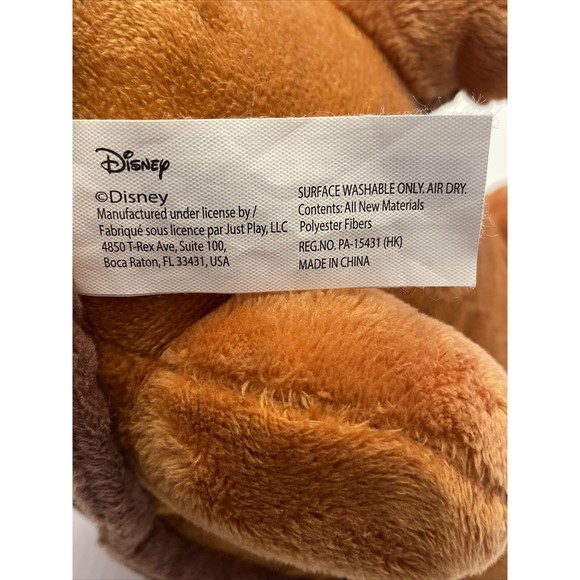 Disney
©Disney
Manufactured under license by/
Fabriqué sous licence par Just Play, LLC
4850 T-Rex Ave, Suite 100,
Boca Raton, FL 33431, USA
SURFACE WASHABLE ONLY. AIR DRY.
Contents: All New Materials
Polyester Fibers
REG.NO. PA-15431 (HK)
MADE IN CHINA